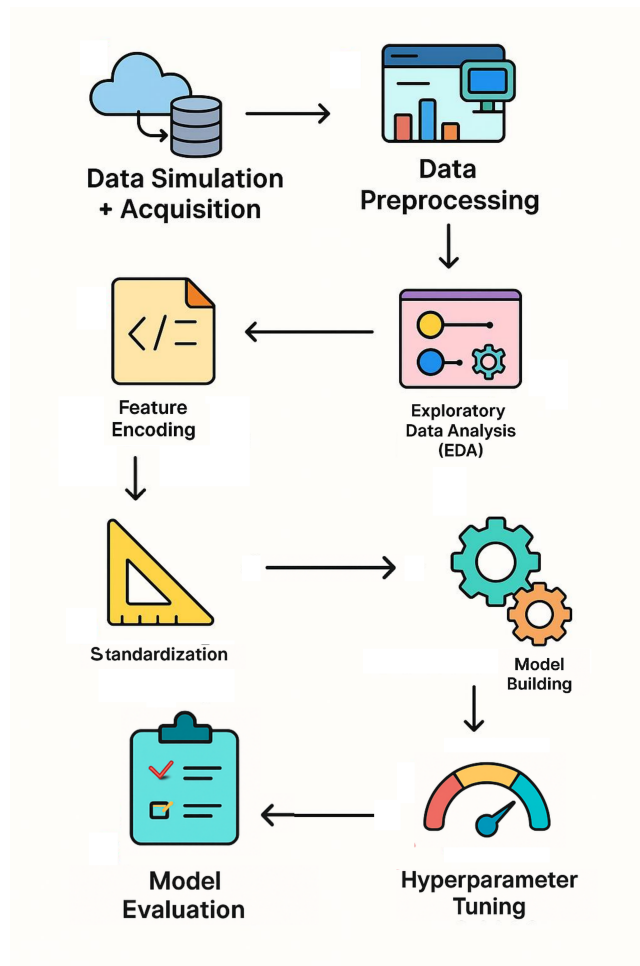 Data Simulation
+ Acquisition
Data
Preprocessing
Exploratory
Data Analysis
(EDA)
Feature
Encoding
Standardization
Model
Building
Hyperparameter
Tuning
Model
Evaluation